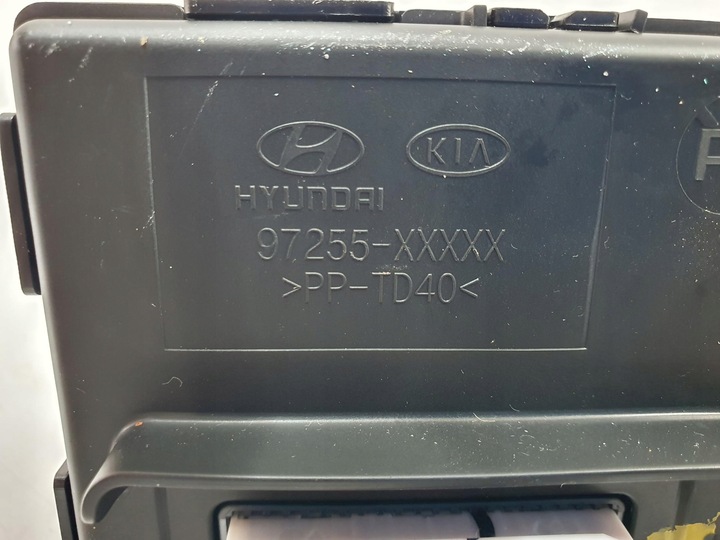 KIA
HYUNDAI
97255-XXXXX
>PP-TD40<